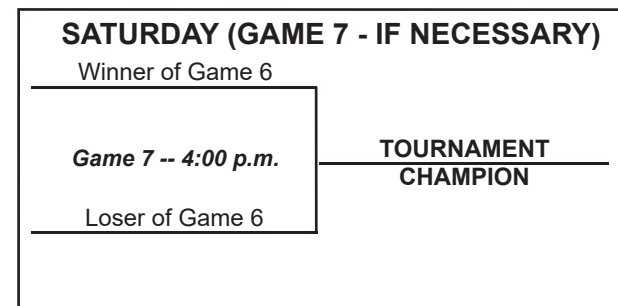 SATURDAY (GAME 7 - IF NECESSARY)
Winner of Game 6
Game 7 -- 4:00 p.m.
TOURNAMENT
CHAMPION
Loser of Game 6